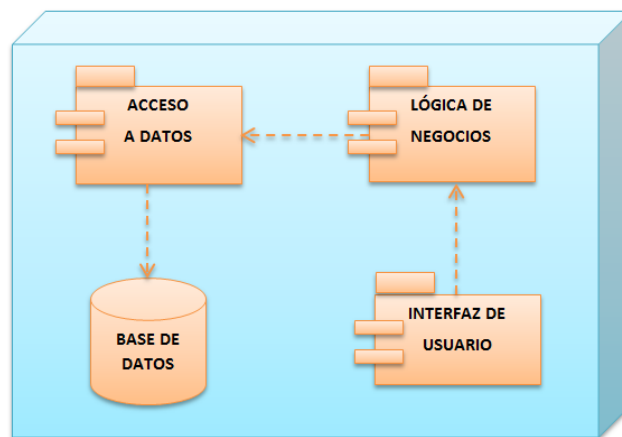 ACCESO
A DATOS
LÓGICA DE
NEGOCIOS
BASE DE
DATOS
INTERFAZ DE
USUARIO